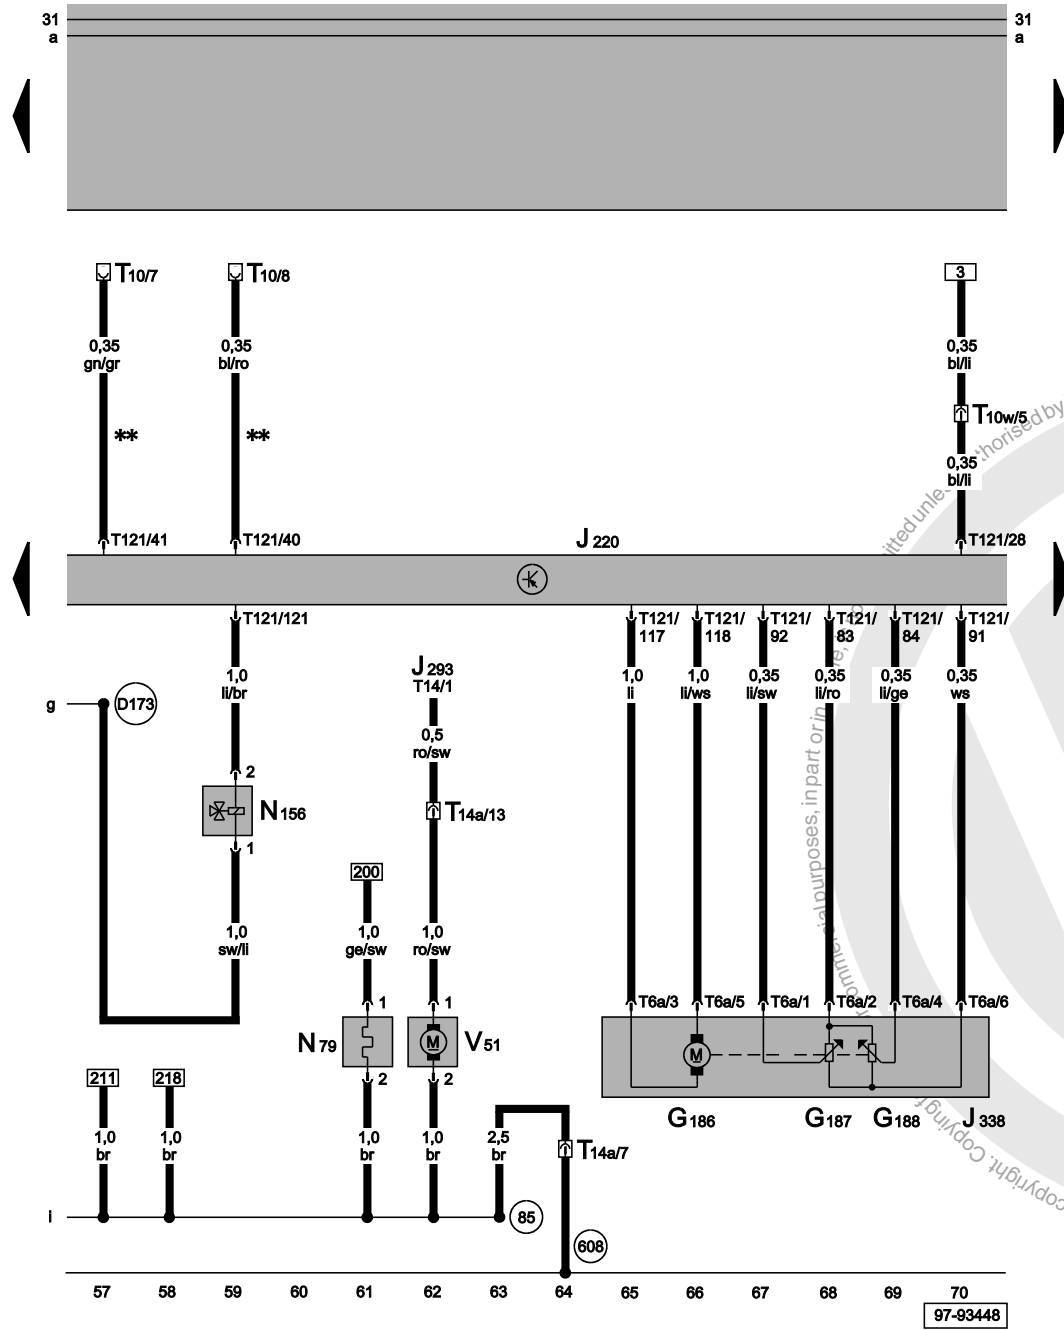 31 31
a a
T10/7 T10/8 3
0,35 0,35 0,35
gn/gr bl/ro bl/li
T10w/5
** **
0,35
bl/li
T121/41 T121/40 J220 T121/28
T121/121 T121/ T121/ T121/ T121/ T121/ T121/
117 118 92 83 84 91
1,0 J293 1,0 1,0 0,35 0,35 0,35 0,35
li/br T14/1 li li/ws li/sw li/ro li/ge ws
g D173
0,5
ro/sw
2
N156 T14a/13
1
200
1,0 1,0 1,0
sw/li ge/sw ro/sw
1 1 T6a/3 T6a/5 T6a/1 T6a/2 T6a/4 T6a/6
N79 M V51 M
211 218 2 2
G186 G187 G188 J338
1,0 1,0 1,0 1,0 2,5
br br br br br
T14a/7
i 85
608
57 58 59 60 61 62 63 64 65 66 67 68 69 70
97-93448
commercial purposes, in part or in
copyright. Copying